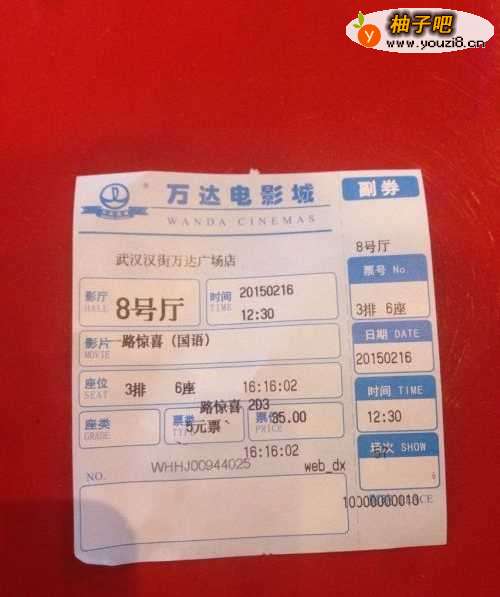 柚子吧
www.youzi8.cn
万达电影城
WANDA CINEMAS
副券
武汉汉街万达广场店
8号厅
影厅
HALL
8号厅
时间
TIME
20150216
12:30
票号 No.
3排 6座
影片
MOVIE
路惊喜 (国语)
日期 DATE
20150216
座位
SEAT
3排 6座
16:16:02
时间 TIME
12:30
座类
GRADE
票类
TYPE
路惊喜 2D3
5元票
PRICE
35.00
16:16:02
场次 SHOW
NO.
WHHJ00944025
web_dx